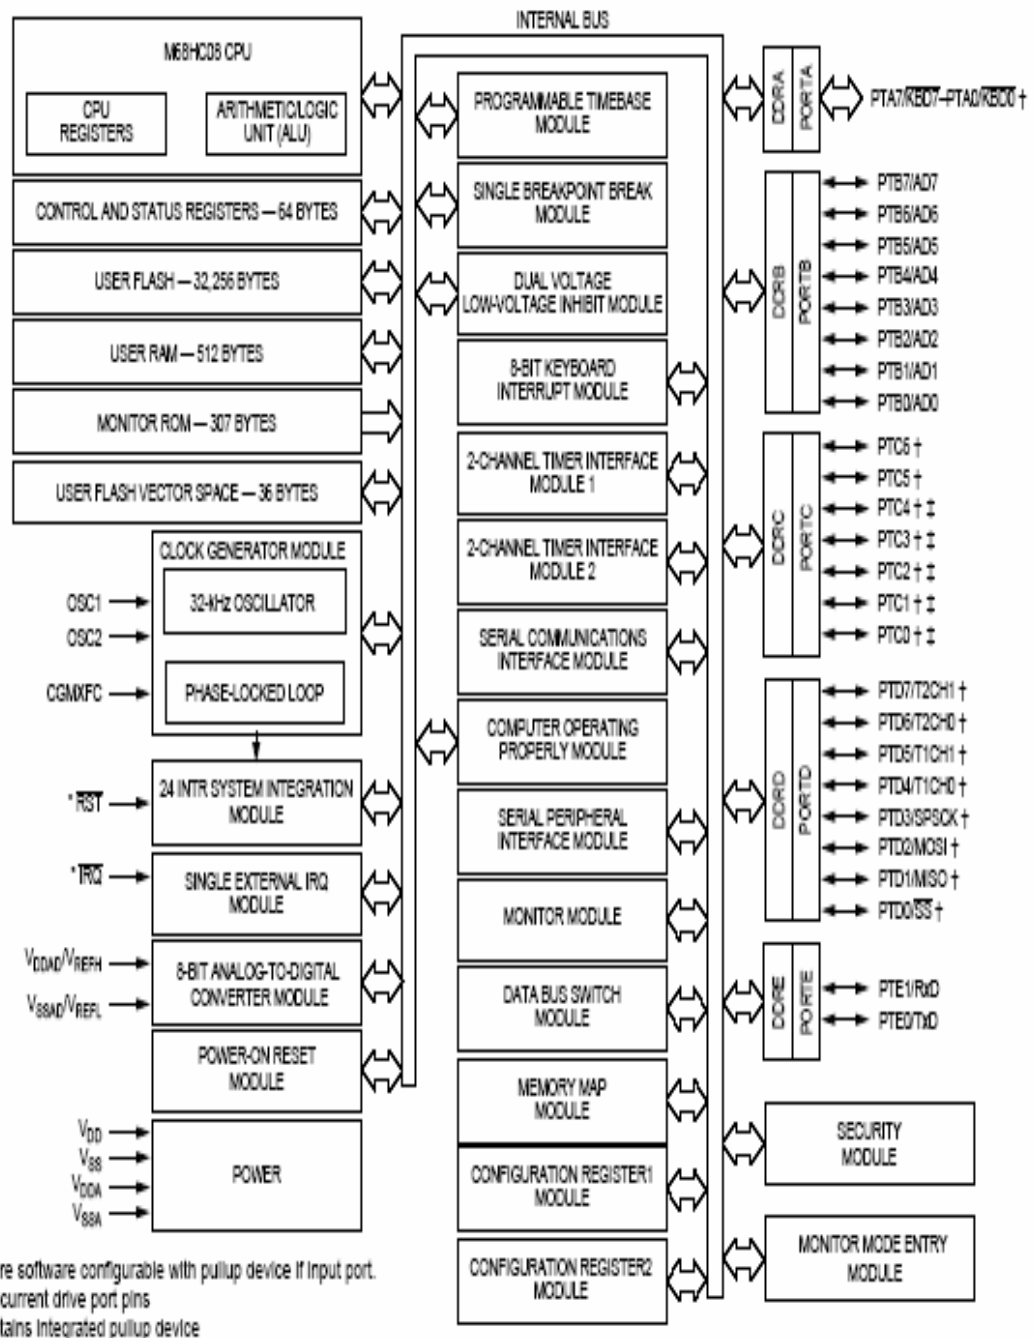 INTERNAL BUS
M68HC08 CPU
CPU
REGISTERS
ARITHMETIC/LOGIC
UNIT (ALU)
CONTROL AND STATUS REGISTERS — 64 BYTES
USER FLASH — 32,256 BYTES
USER RAM — 512 BYTES
MONITOR ROM — 307 BYTES
USER FLASH VECTOR SPACE — 36 BYTES
CLOCK GENERATOR MODULE
32-kHz OSCILLATOR
PHASE-LOCKED LOOP
OSC1
OSC2
CGMXFC
24 INTR SYSTEM INTEGRATION
MODULE
* RST
SINGLE EXTERNAL IRQ
MODULE
* IRQ
8-BIT ANALOG-TO-DIGITAL
CONVERTER MODULE
VDDAD/VREFH
VSSAD/VREFL
POWER-ON RESET
MODULE
POWER
VDD
VSS
VDDA
VSSA
PROGRAMMABLE TIMEBASE
MODULE
SINGLE BREAKPOINT BREAK
MODULE
DUAL VOLTAGE
LOW-VOLTAGE INHIBIT MODULE
8-BIT KEYBOARD
INTERRUPT MODULE
2-CHANNEL TIMER INTERFACE
MODULE 1
2-CHANNEL TIMER INTERFACE
MODULE 2
SERIAL COMMUNICATIONS
INTERFACE MODULE
COMPUTER OPERATING
PROPERLY MODULE
SERIAL PERIPHERAL
INTERFACE MODULE
MONITOR MODULE
DATA BUS SWITCH
MODULE
MEMORY MAP
MODULE
CONFIGURATION REGISTER1
MODULE
CONFIGURATION REGISTER2
MODULE
DDRA
PORTA
PTA7/KBD7–PTA0/KBD0 †
DDRB
PORTB
PTB7/AD7
PTB6/AD6
PTB5/AD5
PTB4/AD4
PTB3/AD3
PTB2/AD2
PTB1/AD1
PTB0/AD0
DDRC
PORTC
PTC6 †
PTC5 †
PTC4 † ‡
PTC3 † ‡
PTC2 † ‡
PTC1 † ‡
PTC0 † ‡
DDRD
PORTD
PTD7/T2CH1 †
PTD6/T2CH0 †
PTD5/T1CH1 †
PTD4/T1CH0 †
PTD3/SPSCK †
PTD2/MOSI †
PTD1/MISO †
PTD0/SS †
DDRE
PORTE
PTE1/RxD
PTE0/TxD
SECURITY
MODULE
MONITOR MODE ENTRY
MODULE
re software configurable with pullup device if input port.
current drive port pins
tains integrated pullup device